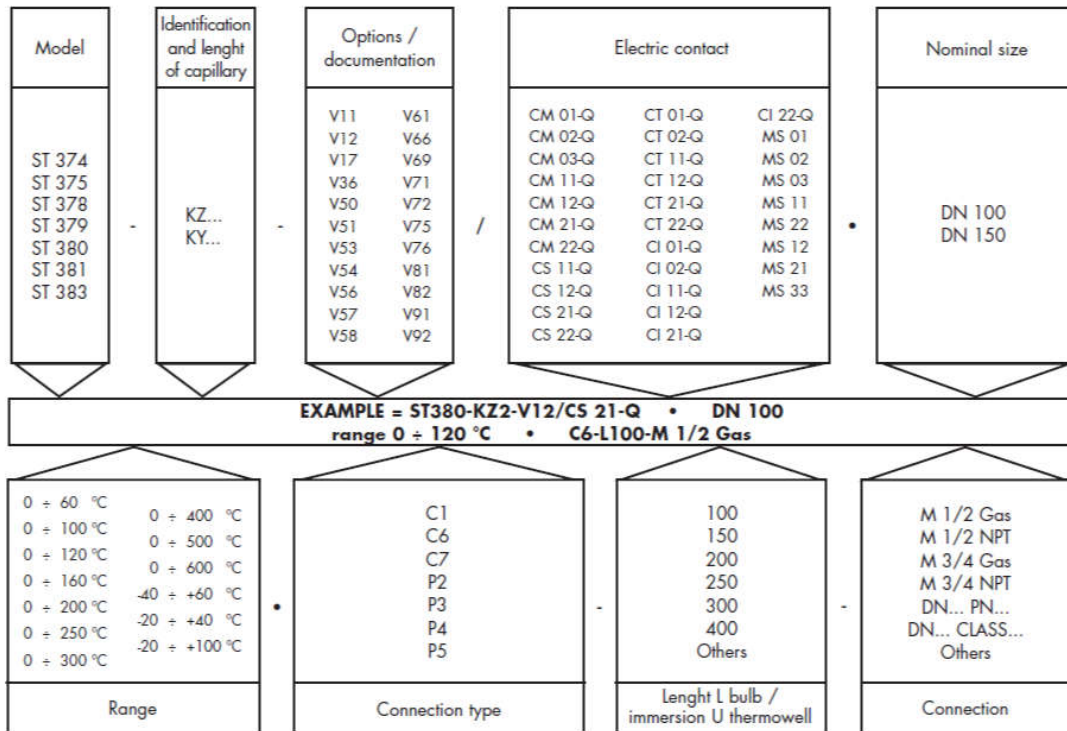 Model
Identification
and lenght
of capillary
Options /
documentation
Electric contact
Nominal size
ST 374
ST 375
ST 378
ST 379
ST 380
ST 381
ST 383
-
KZ...
KY...
-
V11 V61
V12 V66
V17 V69
V36 V71
V50 V72
V51 V75
V53 V76
V54 V81
V56 V82
V57 V91
V58 V92
/
CM 01-Q CT 01-Q CI 22-Q
CM 02-Q CT 02-Q MS 01
CM 03-Q CT 11-Q MS 02
CM 11-Q CT 12-Q MS 03
CM 12-Q CT 21-Q MS 11
CM 21-Q CT 22-Q MS 22
CM 22-Q CI 01-Q MS 12
CS 11-Q CI 02-Q MS 21
CS 12-Q CI 11-Q MS 33
CS 21-Q CI 12-Q
CS 22-Q CI 21-Q
•
DN 100
DN 150
EXAMPLE = ST380-KZ2-V12/CS 21-Q • DN 100
range 0 ÷ 120 °C • C6-L100-M 1/2 Gas
0 ÷ 60 °C
0 ÷ 100 °C
0 ÷ 120 °C
0 ÷ 160 °C
0 ÷ 200 °C
0 ÷ 250 °C
0 ÷ 300 °C
0 ÷ 400 °C
0 ÷ 500 °C
0 ÷ 600 °C
-40 ÷ +60 °C
-20 ÷ +40 °C
-20 ÷ +100 °C
•
C1
C6
C7
P2
P3
P4
P5
-
100
150
200
250
300
400
Others
-
M 1/2 Gas
M 1/2 NPT
M 3/4 Gas
M 3/4 NPT
DN... PN...
DN... CLASS...
Others
Range
Connection type
Lenght L bulb /
immersion U thermowell
Connection